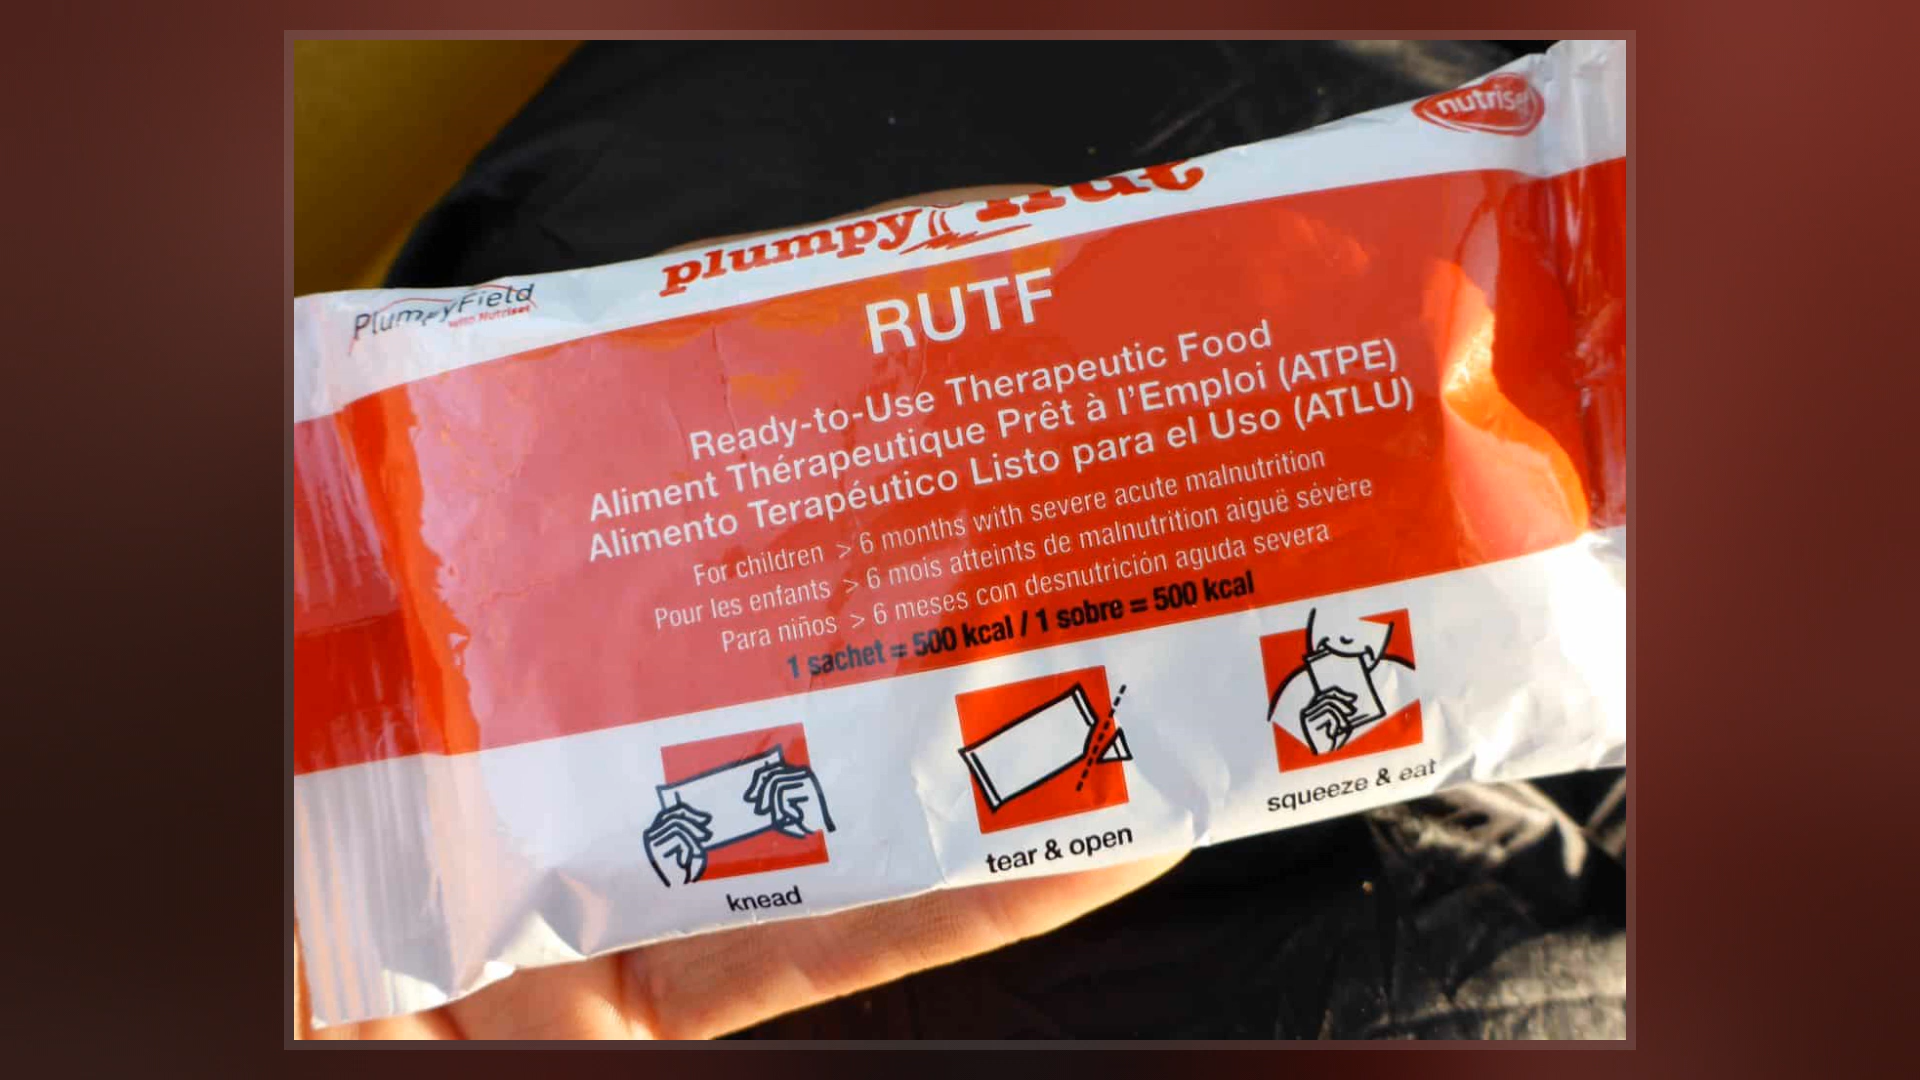 nutriset
plumpy'nut
PlumpyField
with Nutriset
RUTF
Ready-to-Use Therapeutic Food
Aliment Thérapeutique Prêt à l'Emploi (ATPE)
Alimento Terapéutico Listo para el Uso (ATLU)
For children > 6 months with severe acute malnutrition
Pour les enfants > 6 mois atteints de malnutrition aiguë sévère
Para niños > 6 meses con desnutrición aguda severa
1 sachet = 500 kcal / 1 sobre = 500 kcal
knead
tear & open
squeeze & eat